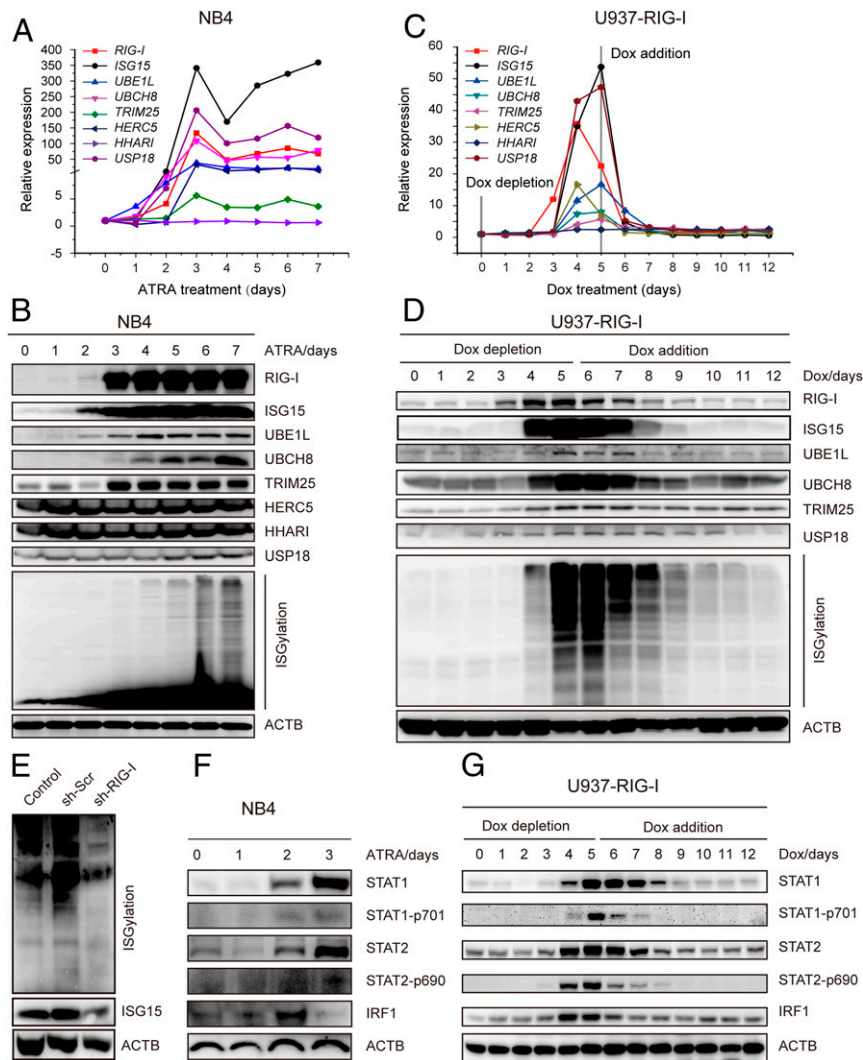 A
NB4
RIG-I
ISG15
UBE1L
UBCH8
TRIM25
HERC5
HHARI
USP18
Relative expression
400
350
300
250
200
150
100
50
5
0
-5
0 1 2 3 4 5 6 7
ATRA treatment (days)
C
U937-RIG-I
RIG-I
ISG15
UBE1L
UBCH8
TRIM25
HERC5
HHARI
USP18
Dox addition
Dox depletion
Relative expression
60
50
40
30
20
10
0
0 1 2 3 4 5 6 7 8 9 10 11 12
Dox treatment (days)
B
NB4
0 1 2 3 4 5 6 7 ATRA/days
RIG-I
ISG15
UBE1L
UBCH8
TRIM25
HERC5
HHARI
USP18
ISGylation
ACTB
D
U937-RIG-I
Dox depletion Dox addition
0 1 2 3 4 5 6 7 8 9 10 11 12 Dox/days
RIG-I
ISG15
UBE1L
UBCH8
TRIM25
USP18
ISGylation
ACTB
E
Control sh-Scr sh-RIG-I
ISGylation
ISG15
ACTB
F
NB4
0 1 2 3 ATRA/days
STAT1
STAT1-p701
STAT2
STAT2-p690
IRF1
ACTB
G
U937-RIG-I
Dox depletion Dox addition
0 1 2 3 4 5 6 7 8 9 10 11 12 Dox/days
STAT1
STAT1-p701
STAT2
STAT2-p690
IRF1
ACTB